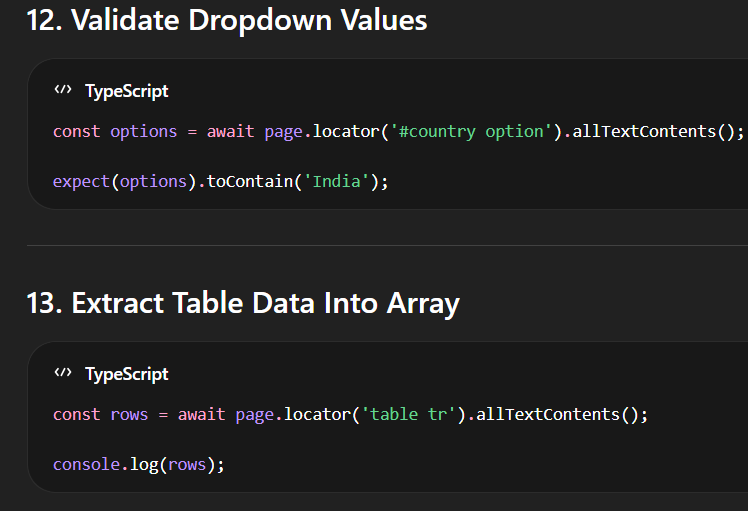 12. Validate Dropdown Values
</> TypeScript
const options = await page.locator('#country option').allTextContents();
expect(options).toContain('India');
13. Extract Table Data Into Array
</> TypeScript
const rows = await page.locator('table tr').allTextContents();
console.log(rows);